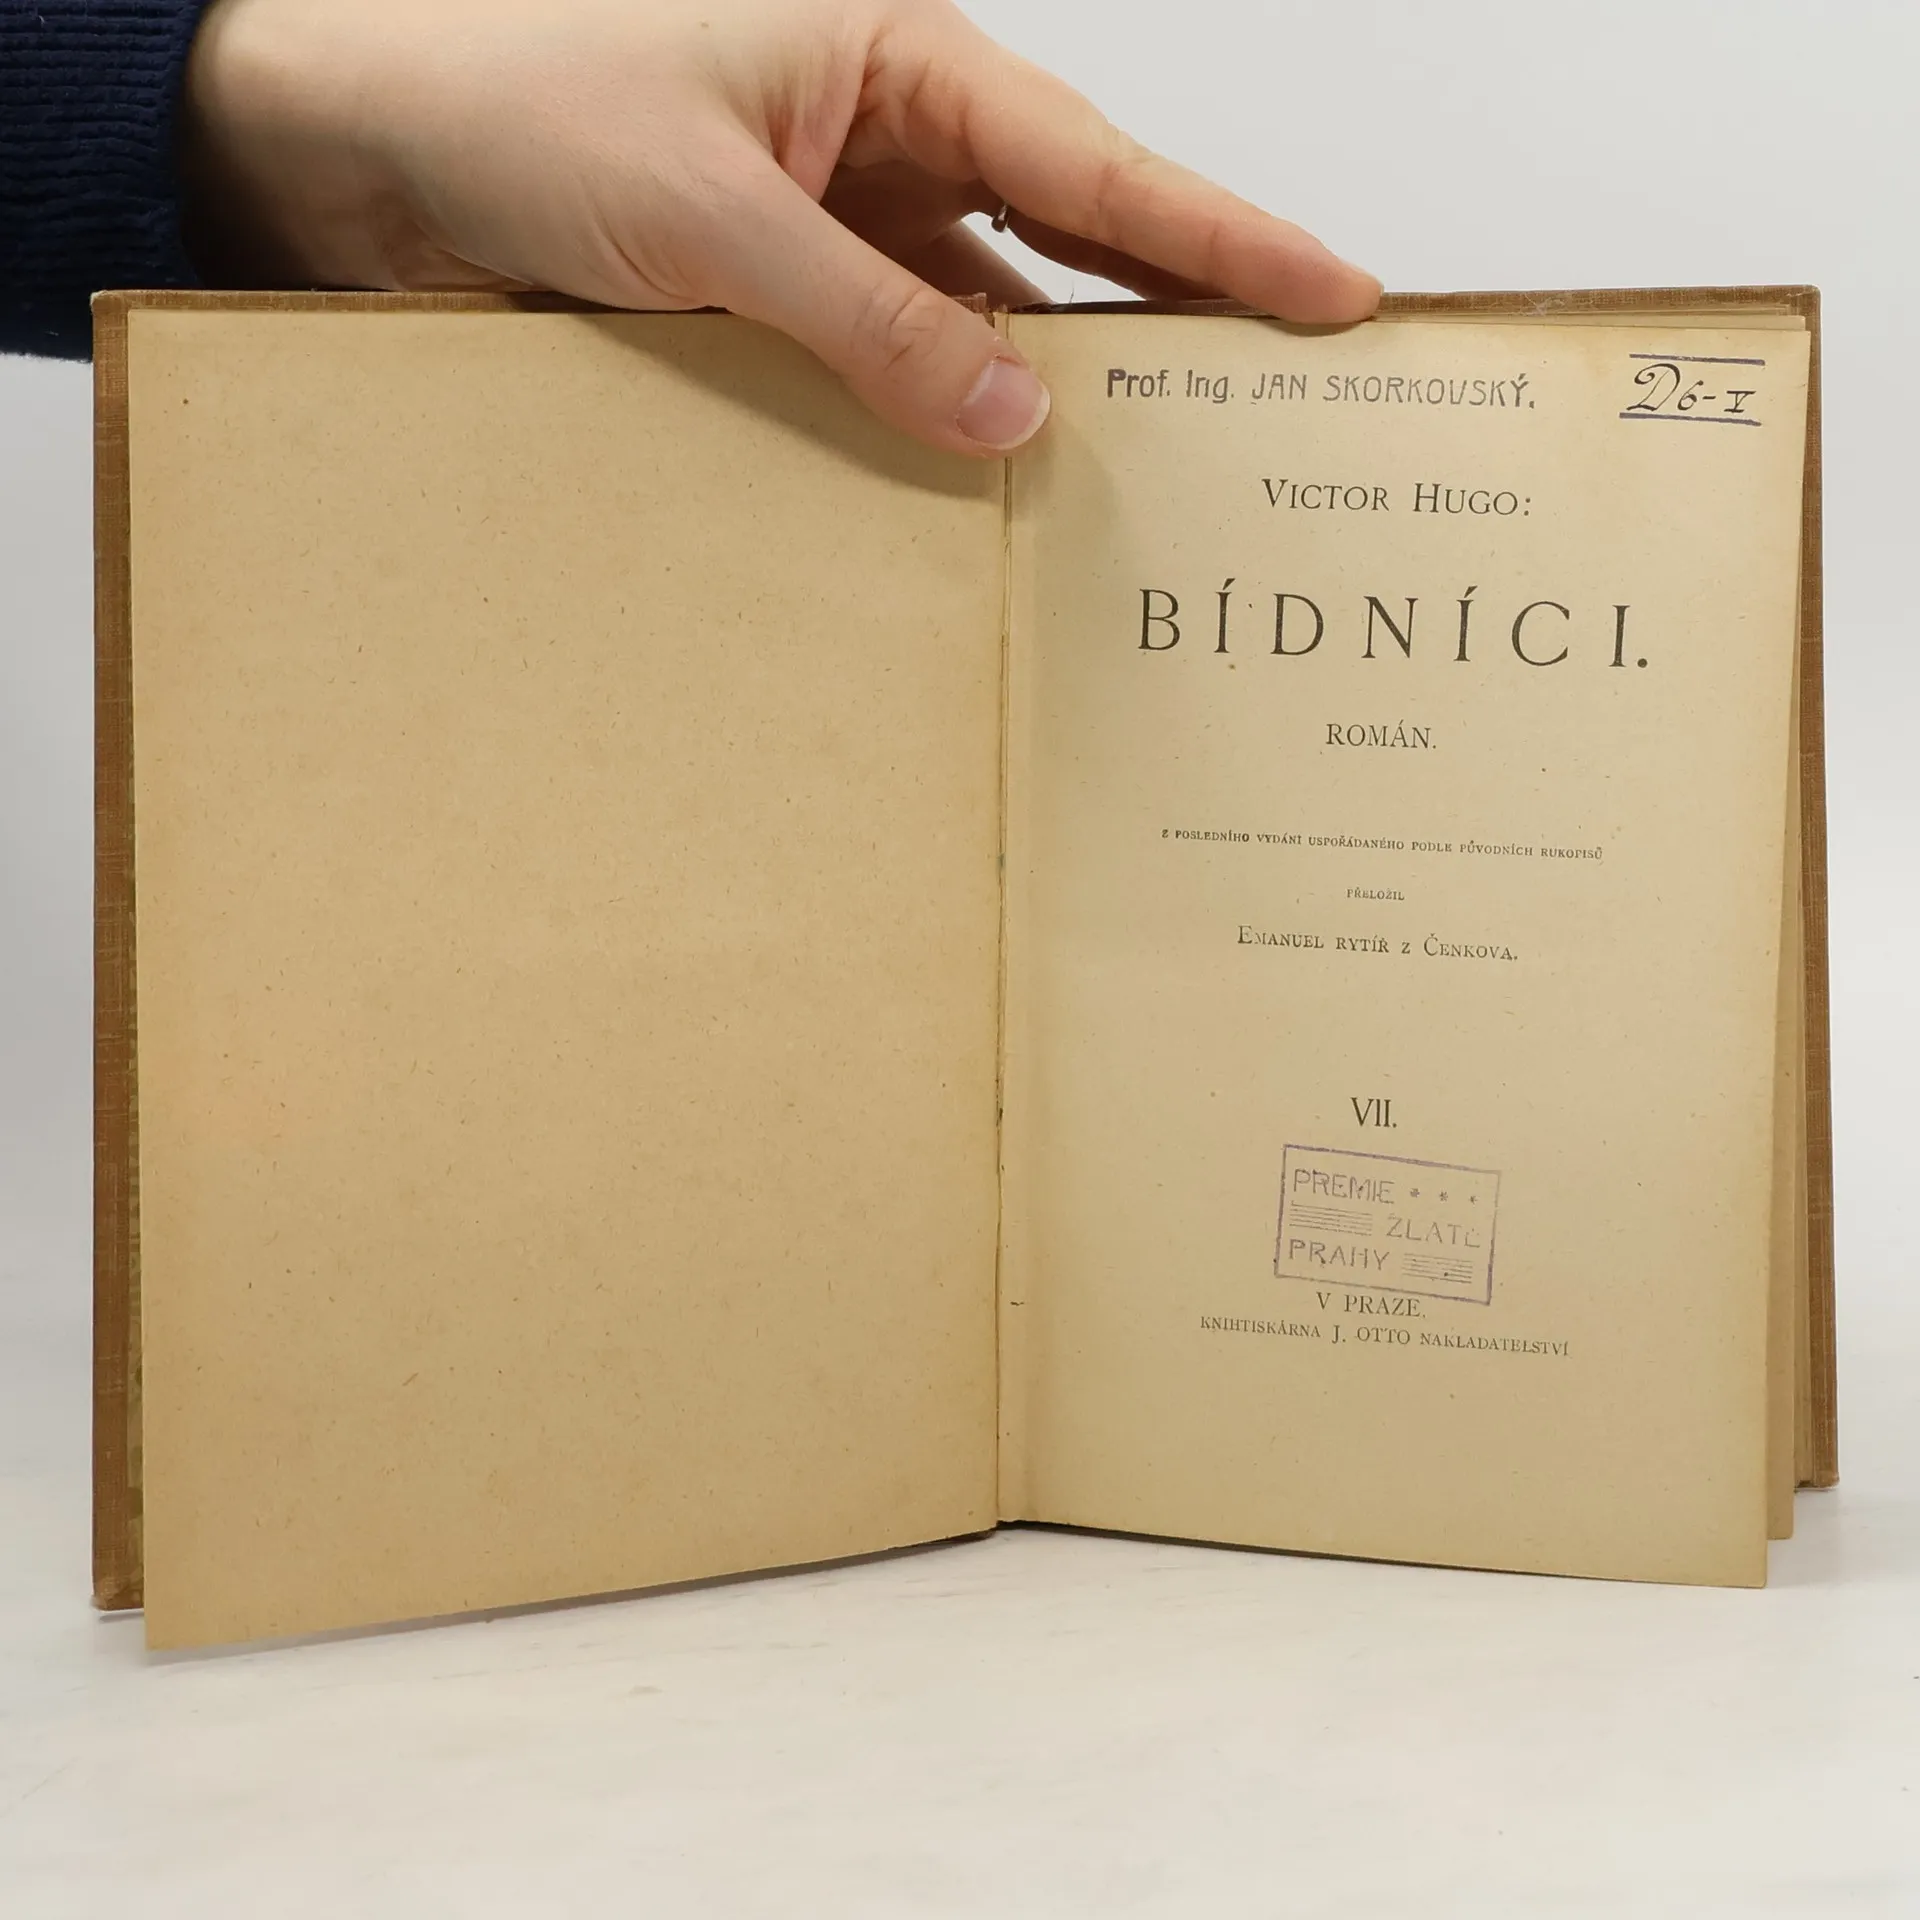 Prof. Ing. JAN SKORKOVSKÝ.
D6-V
VICTOR HUGO:
BÍDNÍCI.
ROMÁN.
Z POSLEDNÍHO VYDÁNÍ USPOŘÁDANÉHO PODLE PŮVODNÍCH RUKOPISŮ
PŘELOŽIL
EMANUEL RYTÍŘ Z ČENKOVA.
VII.
PREMIE * * *
ZLATÉ
PRAHY
V PRAZE.
KNIHTISKÁRNA J. OTTO NAKLADATELSTVÍ